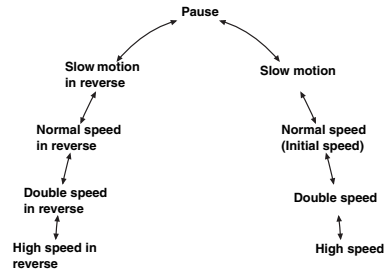 Pause
Slow motion
in reverse
Slow motion
Normal speed
in reverse
Normal speed
(Initial speed)
Double speed
in reverse
Double speed
High speed in
reverse
High speed